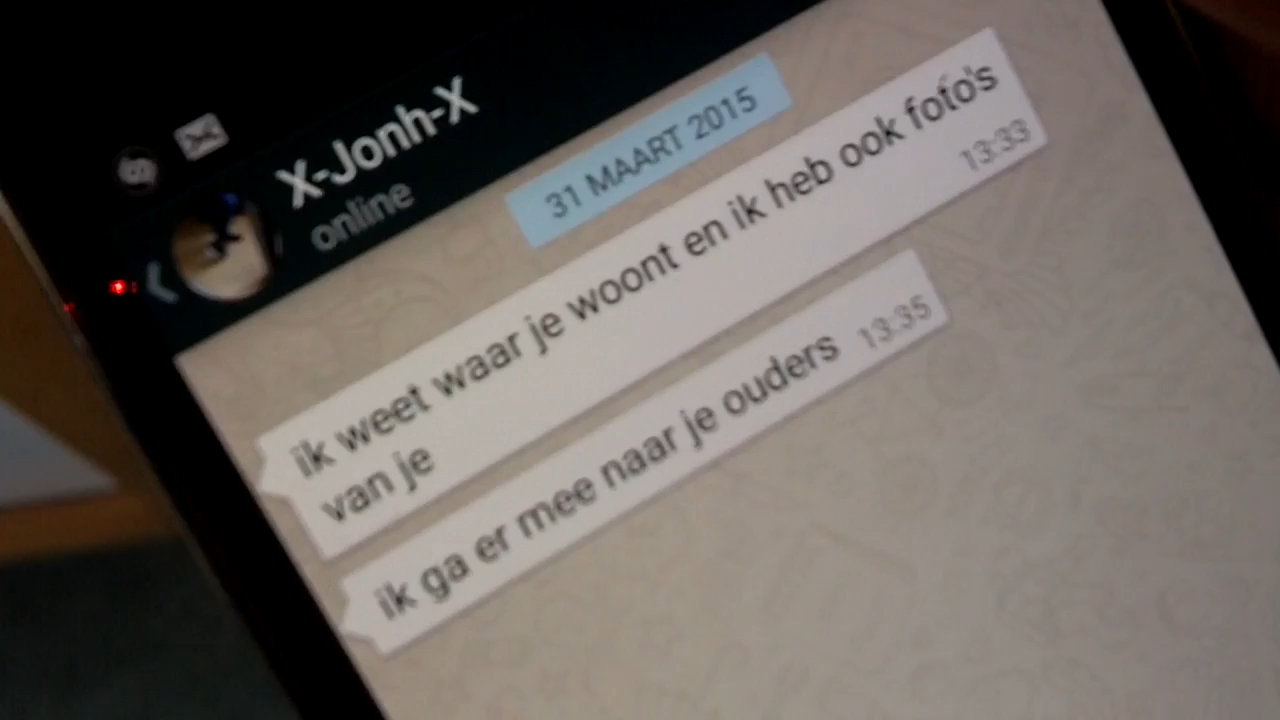 X-Jonh-X
online
31 MAART 2015
ik weet waar je woont en ik heb ook foto's
van je
13:33
ik ga er mee naar je ouders 13:35